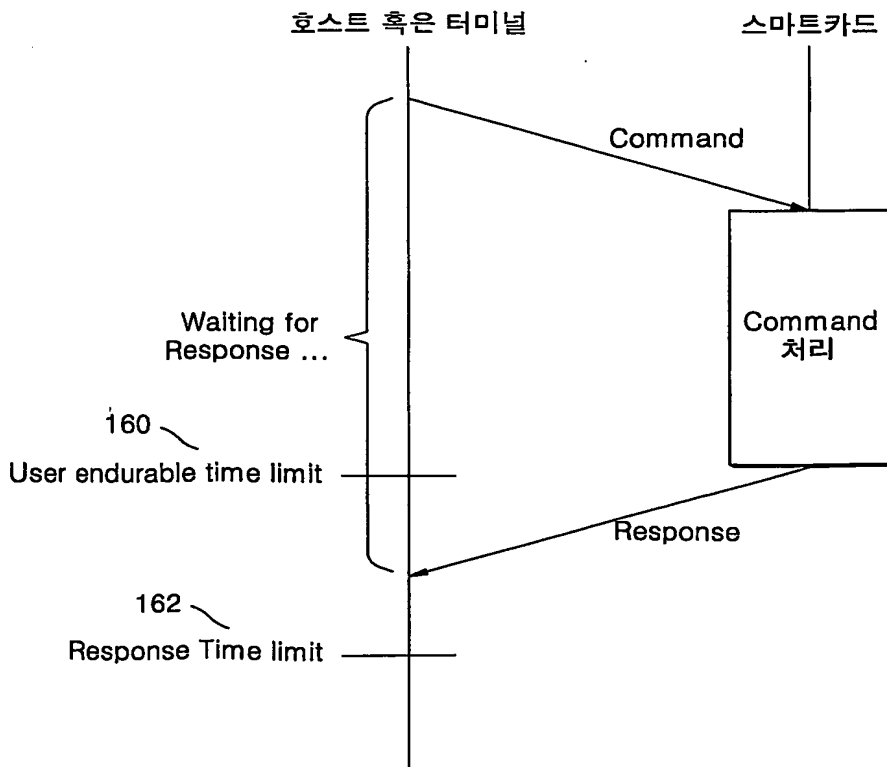 호스트 혹은 터미널
스마트카드
Command
Command
처리
Waiting for
Response ...
160
User endurable time limit
Response
162
Response Time limit